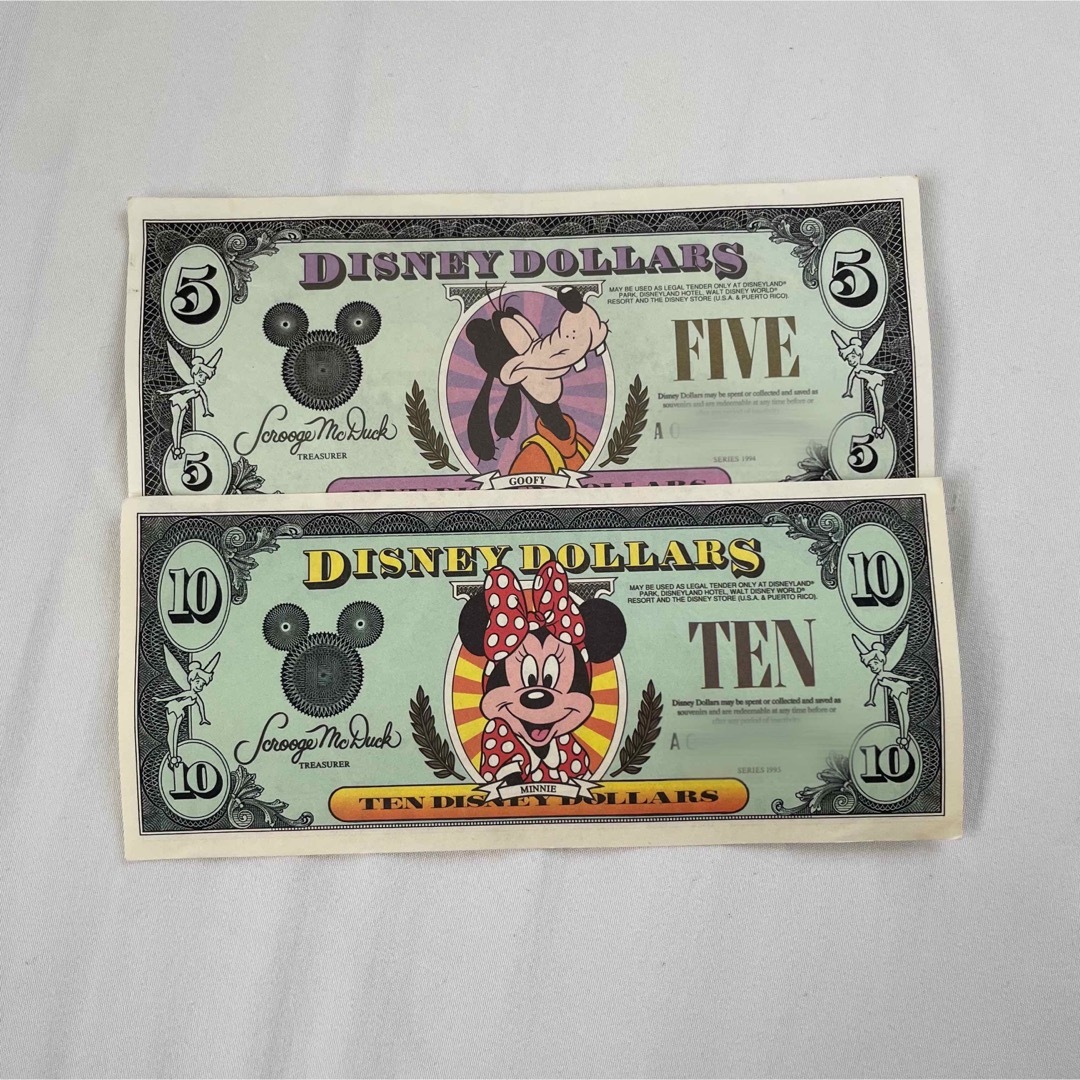 5
DISNEY DOLLARS
5
MAY BE USED AS LEGAL TENDER ONLY AT DISNEYLAND®
PARK, DISNEYLAND HOTEL, WALT DISNEY WORLD®
RESORT AND THE DISNEY STORE (U.S.A. & PUERTO RICO).
FIVE
Disney Dollars may be spent or collected and saved as
souvenirs and are redeemable at any time before or
A
Scrooge McDuck
TREASURER
SERIES 1994
5
GOOFY
5
FIVE DISNEY DOLLARS
10
DISNEY DOLLARS
10
MAY BE USED AS LEGAL TENDER ONLY AT DISNEYLAND®
PARK, DISNEYLAND HOTEL, WALT DISNEY WORLD®
RESORT AND THE DISNEY STORE (U.S.A. & PUERTO RICO).
TEN
Disney Dollars may be spent or collected and saved as
souvenirs and are redeemable at any time before or
A
Scrooge McDuck
TREASURER
SERIES 1995
10
MINNIE
10
TEN DISNEY DOLLARS